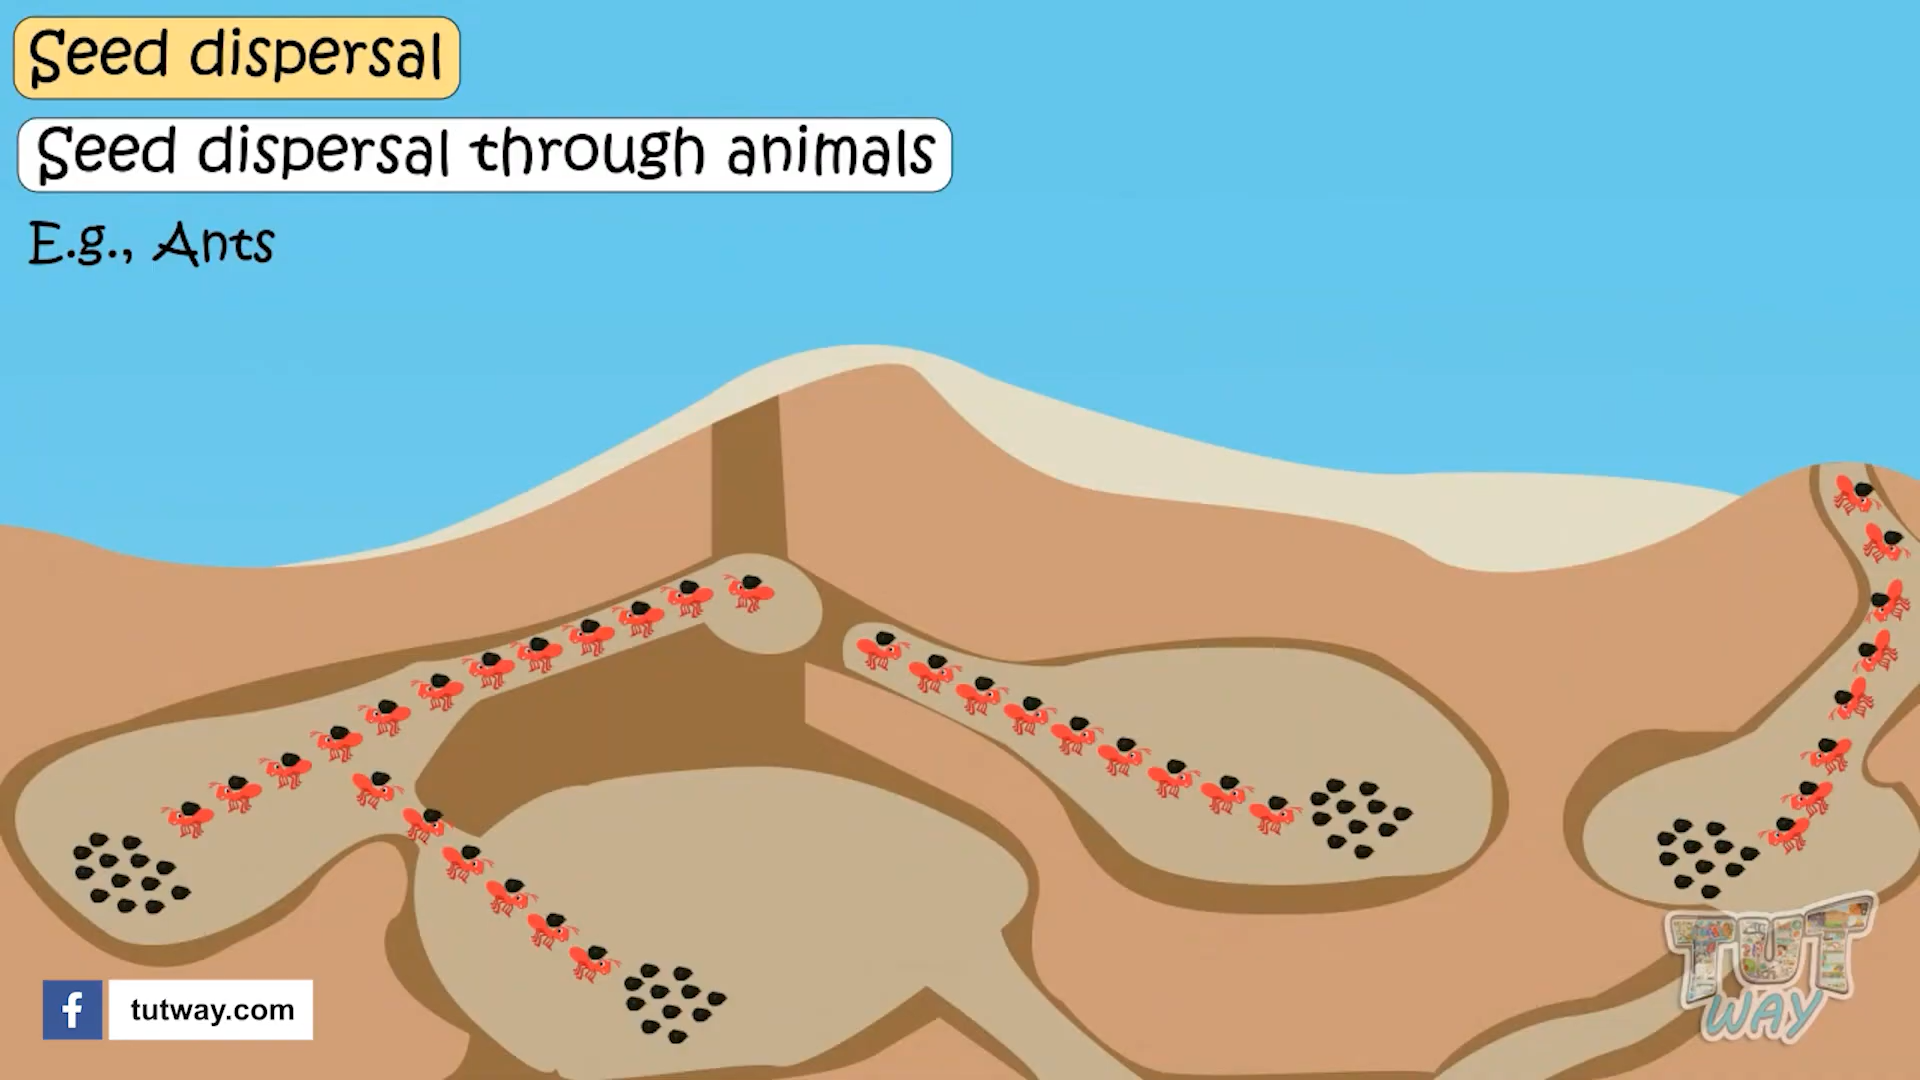 Seed dispersal
Seed dispersal through animals
E.g., Ants
tutway.com
TUT
WAY